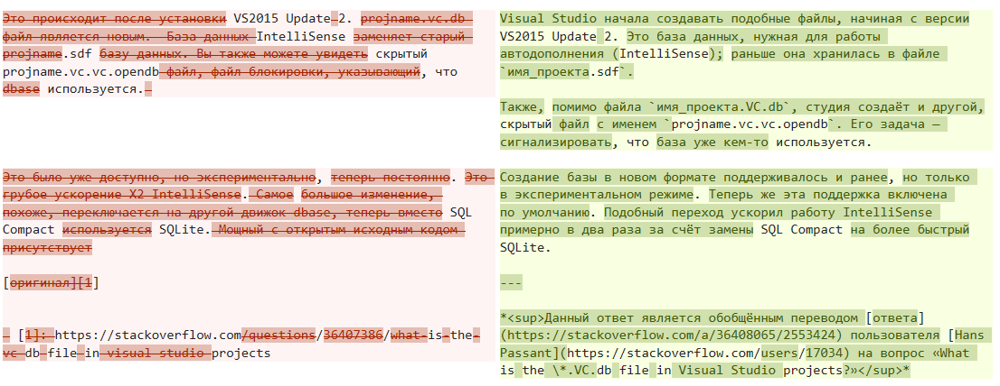 Это происходит после установки VS2015 Update 2. projname.vc.db
файл является новым.  База данных IntelliSense заменяет старый
projname.sdf базу данных. Вы также можете увидеть скрытый
projname.vc.vc.opendb файл, файл блокировки, указывающий, что
dbase используется.
Это было уже доступно, но экспериментально, теперь постоянно. Это
грубое ускорение X2 IntelliSense. Самое большое изменение,
похоже, переключается на другой движок dbase, теперь вместо SQL
Compact используется SQLite. Мощный с открытым исходным кодом
присутствует
[оригинал][1]
[1]: https://stackoverflow.com/questions/36407386/what-is-the-
vc-db-file-in-visual-studio-projects
Visual Studio начала создавать подобные файлы, начиная с версии
VS2015 Update 2. Это база данных, нужная для работы
автодополнения (IntelliSense); раньше она хранилась в файле
`имя_проекта.sdf`.
Также, помимо файла `имя_проекта.VC.db`, студия создаёт и другой,
скрытый файл с именем `projname.vc.vc.opendb`. Его задача —
сигнализировать, что база уже кем-то используется.
Создание базы в новом формате поддерживалось и ранее, но только
в экспериментальном режиме. Теперь же эта поддержка включена
по умолчанию. Подобный переход ускорил работу IntelliSense
примерно в два раза за счёт замены SQL Compact на более быстрый
SQLite.
---
*<sup>Данный ответ является обобщённым переводом [ответа]
(https://stackoverflow.com/a/36408065/2553424) пользователя [Hans
Passant](https://stackoverflow.com/users/17034) на вопрос «What
is the \*.VC.db file in Visual Studio projects?»</sup>*